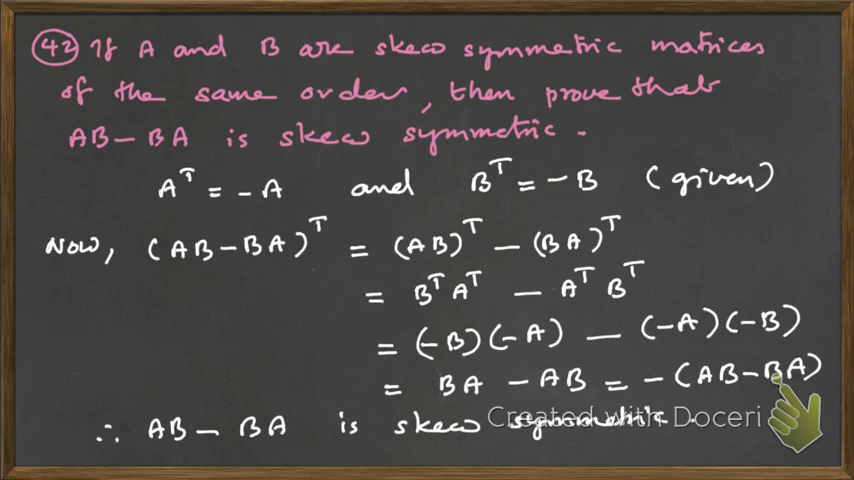 42 If A and B are skew symmetric matrices
of the same order, then prove that
AB - BA is skew symmetric.
Aᵀ = -A and Bᵀ = -B (given)
Now, (AB - BA)ᵀ = (AB)ᵀ - (BA)ᵀ
= BᵀAᵀ - AᵀBᵀ
= (-B)(-A) - (-A)(-B)
= BA - AB = -(AB - BA)
∴ AB - BA is skew symmetric.
Created with Doceri